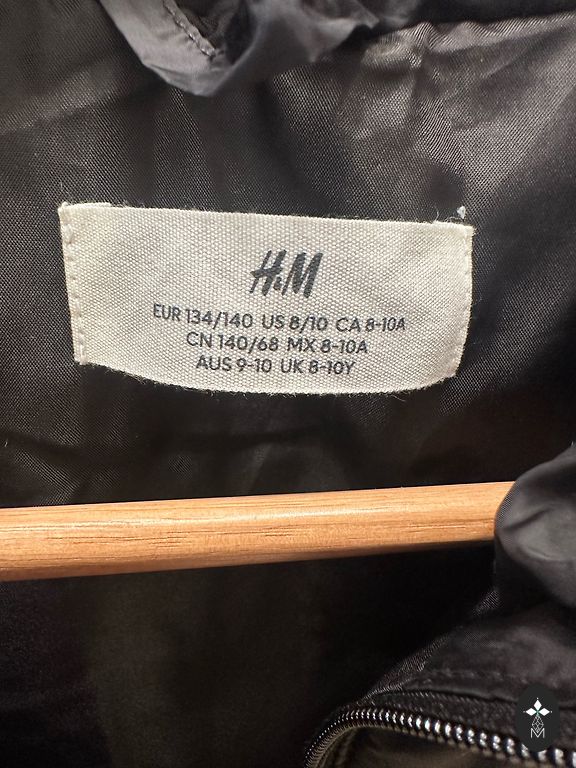 H&M
EUR 134/140 US 8/10 CA 8-10A
CN 140/68 MX 8-10A
AUS 9-10 UK 8-10Y
M